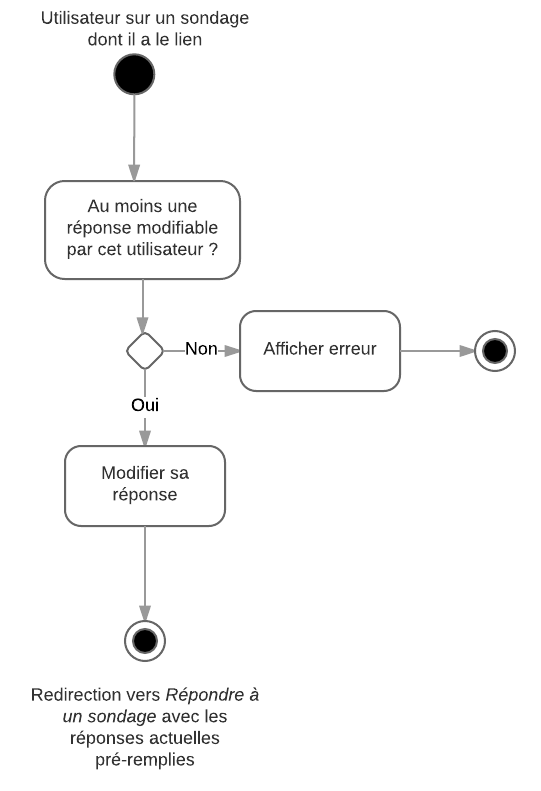 Utilisateur sur un sondage
dont il a le lien
Au moins une
réponse modifiable
par cet utilisateur ?
Non
Afficher erreur
Oui
Modifier sa
réponse
Redirection vers Répondre à
un sondage avec les
réponses actuelles
pré-remplies